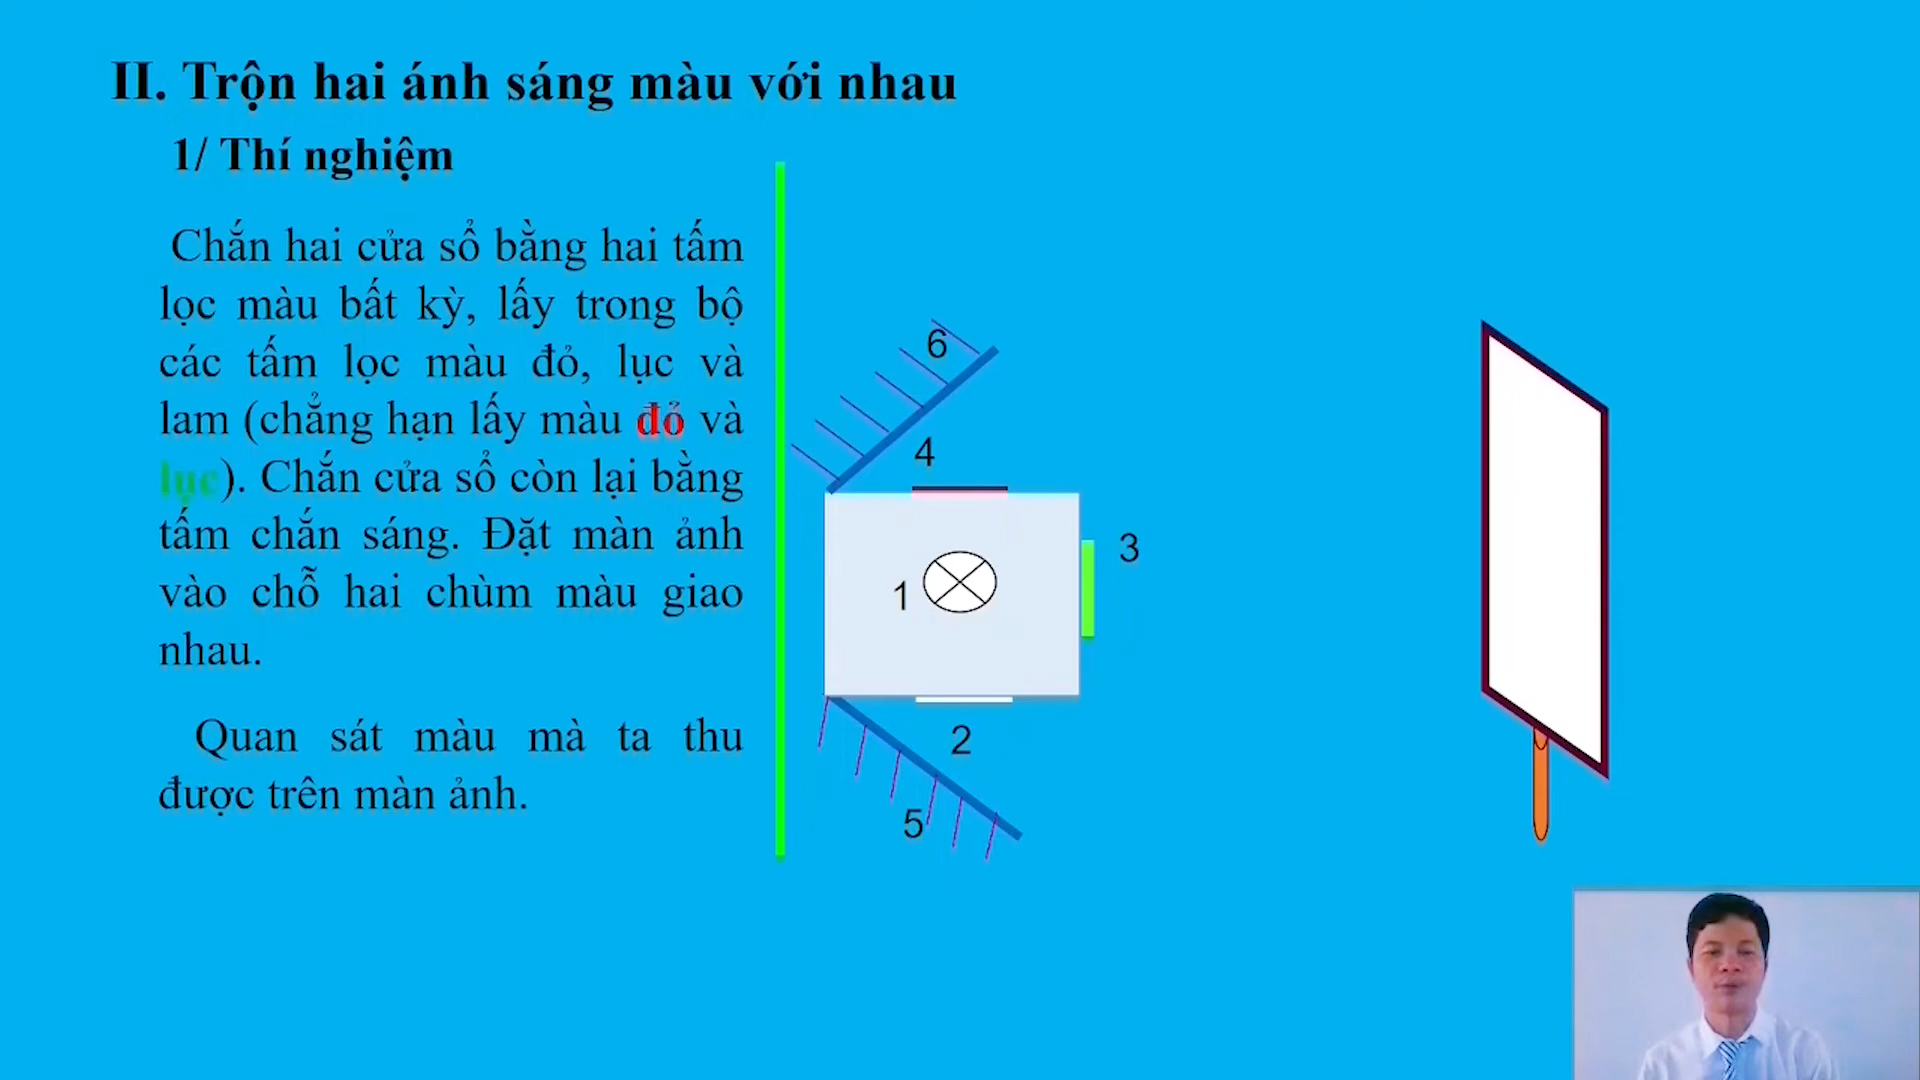 II. Trộn hai ánh sáng màu với nhau
1/ Thí nghiệm
Chắn hai cửa sổ bằng hai tấm
lọc màu bất kỳ, lấy trong bộ
các tấm lọc màu đỏ, lục và
lam (chẳng hạn lấy màu đỏ và
lục). Chắn cửa sổ còn lại bằng
tấm chắn sáng. Đặt màn ảnh
vào chỗ hai chùm màu giao
nhau.
Quan sát màu mà ta thu
được trên màn ảnh.
6
4
3
1
2
5